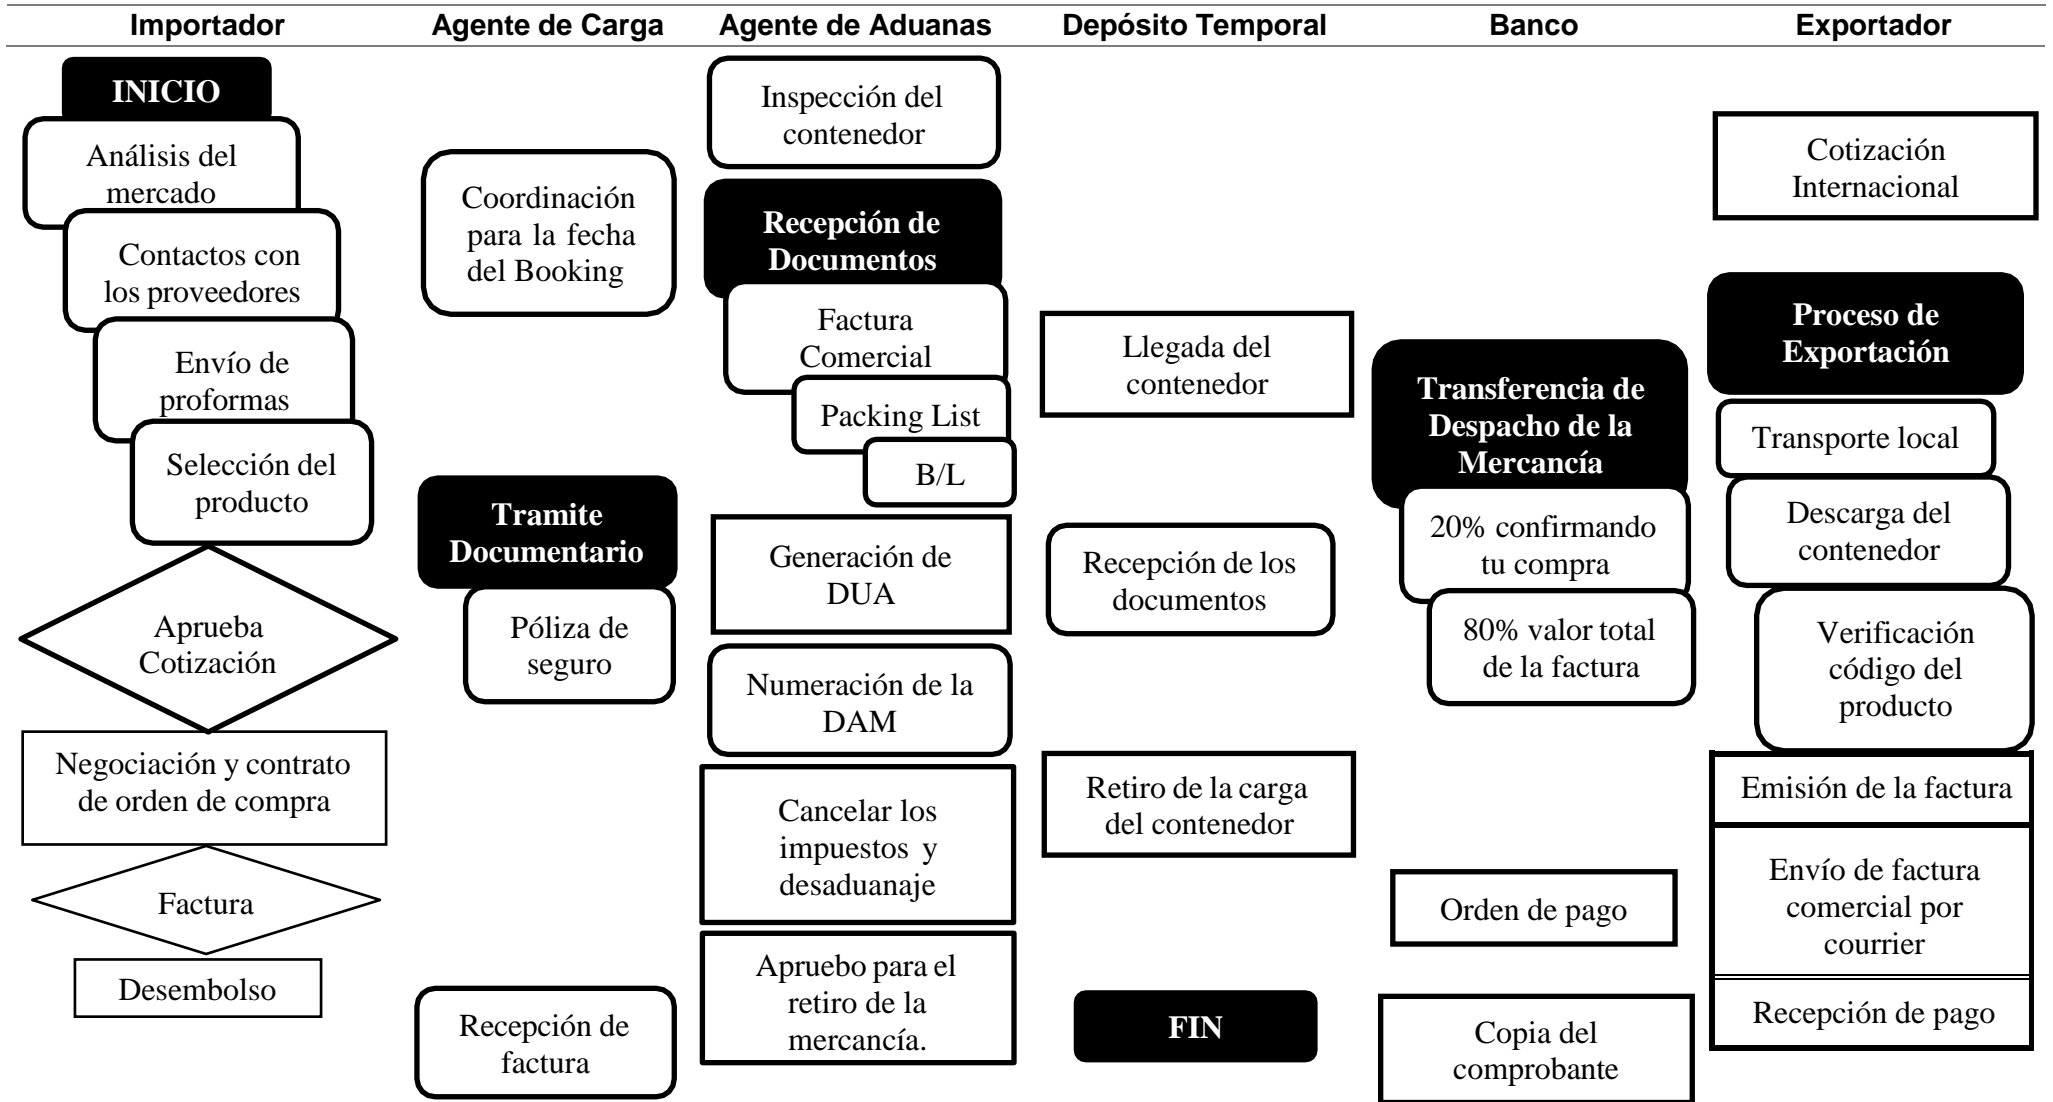 Importador
Agente de Carga
Agente de Aduanas
Depósito Temporal
Banco
Exportador
INICIO
Análisis del
mercado
Contactos con
los proveedores
Envío de
proformas
Selección del
producto
Aprueba
Cotización
Negociación y contrato
de orden de compra
Factura
Desembolso
Coordinación
para la fecha
del Booking
Tramite
Documentario
Póliza de
seguro
Recepción de
factura
Inspección del
contenedor
Recepción de
Documentos
Factura
Comercial
Packing List
B/L
Generación de
DUA
Numeración de la
DAM
Cancelar los
impuestos y
desaduanaje
Apruebo para el
retiro de la
mercancía.
Llegada del
contenedor
Recepción de los
documentos
Retiro de la carga
del contenedor
FIN
Transferencia de
Despacho de la
Mercancía
20% confirmando
tu compra
80% valor total
de la factura
Orden de pago
Copia del
comprobante
Cotización
Internacional
Proceso de
Exportación
Transporte local
Descarga del
contenedor
Verificación
código del
producto
Emisión de la factura
Envío de factura
comercial por
courrier
Recepción de pago